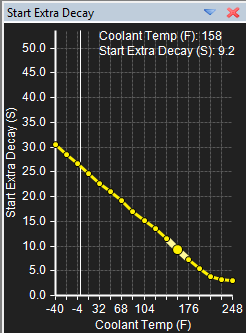 Start Extra Decay
Coolant Temp (F): 158
Start Extra Decay (S): 9.2
50.0
45.0
40.0
35.0
30.0
25.0
20.0
15.0
10.0
5.0
0.0
Start Extra Decay (S)
-40 -4 32 68 104 176 248
Coolant Temp (F)